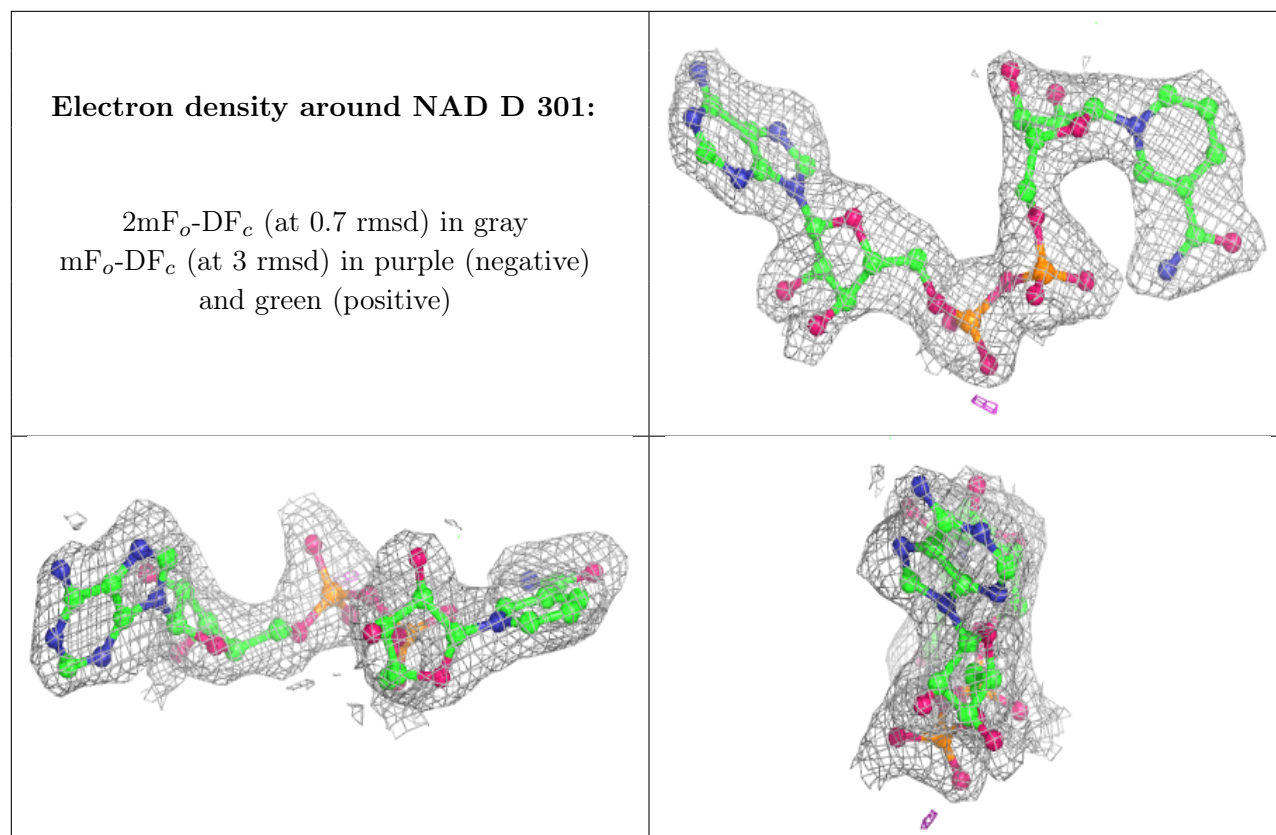 Electron density around NAD D 301:
2mFo-DFc (at 0.7 rmsd) in gray
mFo-DFc (at 3 rmsd) in purple (negative)
and green (positive)